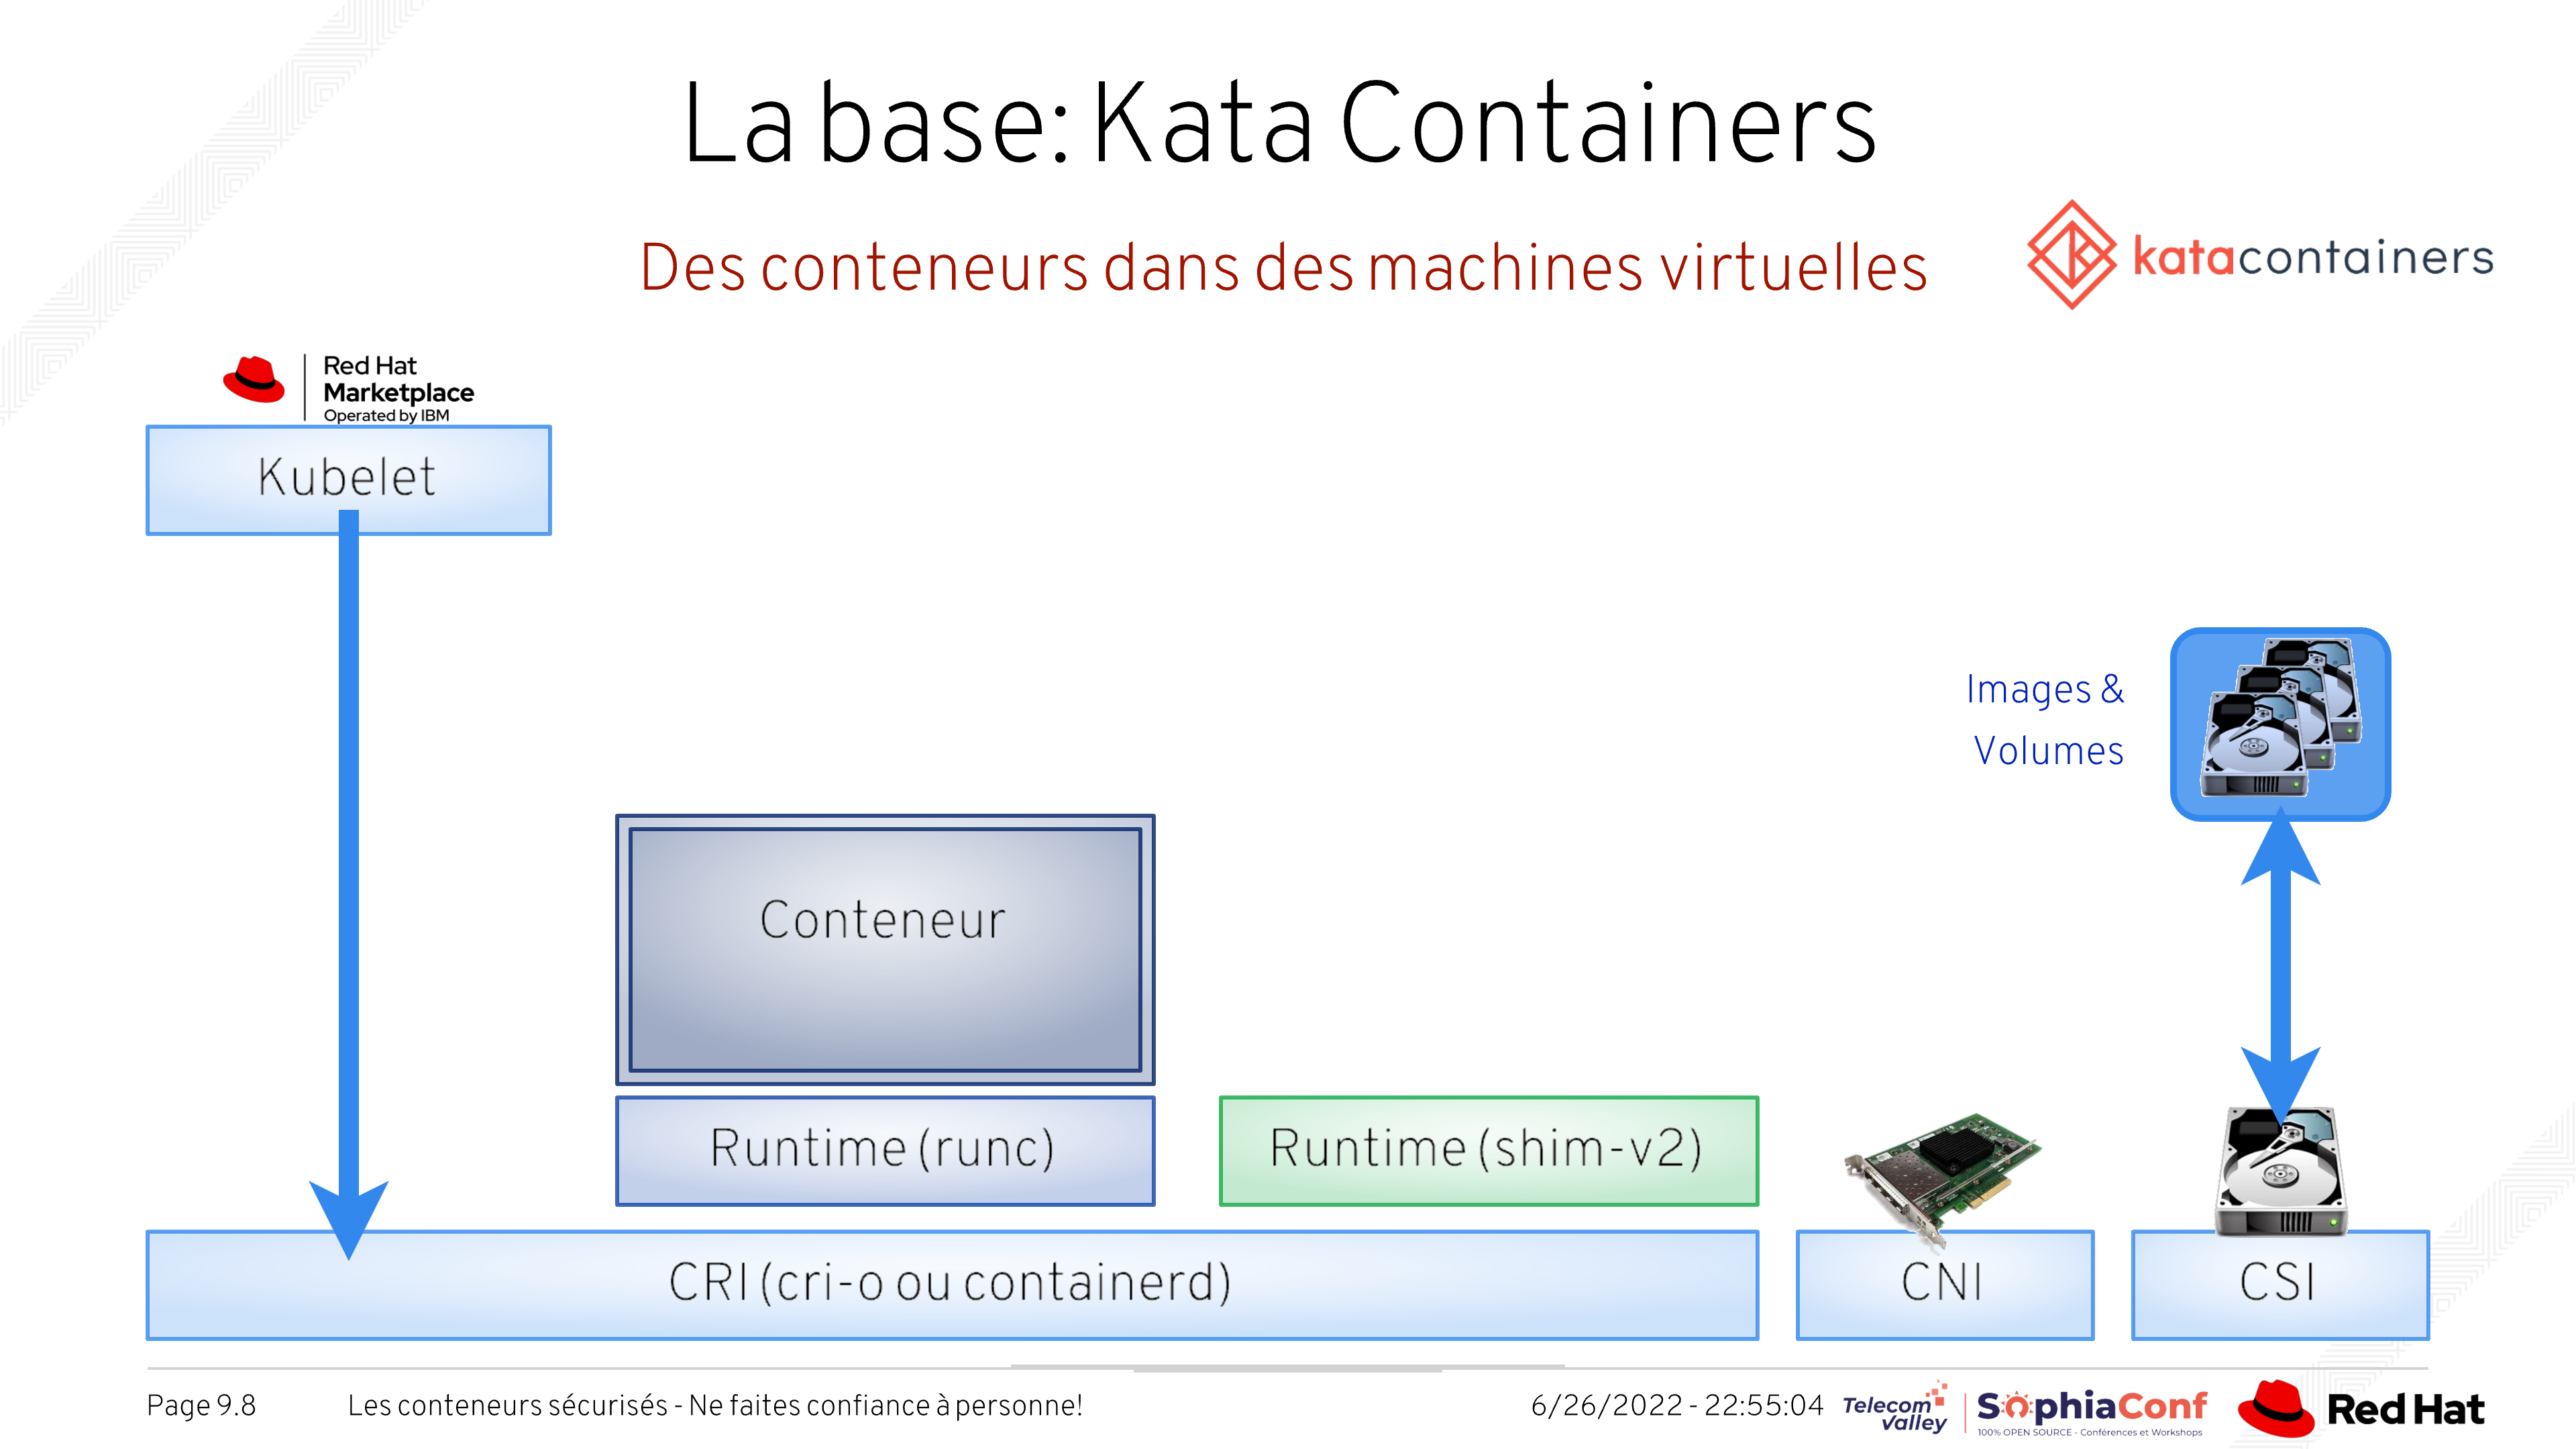 La base: Kata Containers
Des conteneurs dans des machines virtuelles
katacontainers
Red Hat
Marketplace
Operated by IBM
Kubelet
Images &
Volumes
Conteneur
Runtime (runc)
Runtime (shim-v2)
CRI (cri-o ou containerd)
CNI
CSI
Page 9.8
Les conteneurs sécurisés - Ne faites confiance à personne!
6/26/2022 - 22:55:04
Telecom
Valley
SophiaConf
100% OPEN SOURCE - Conférences et Workshops
Red Hat